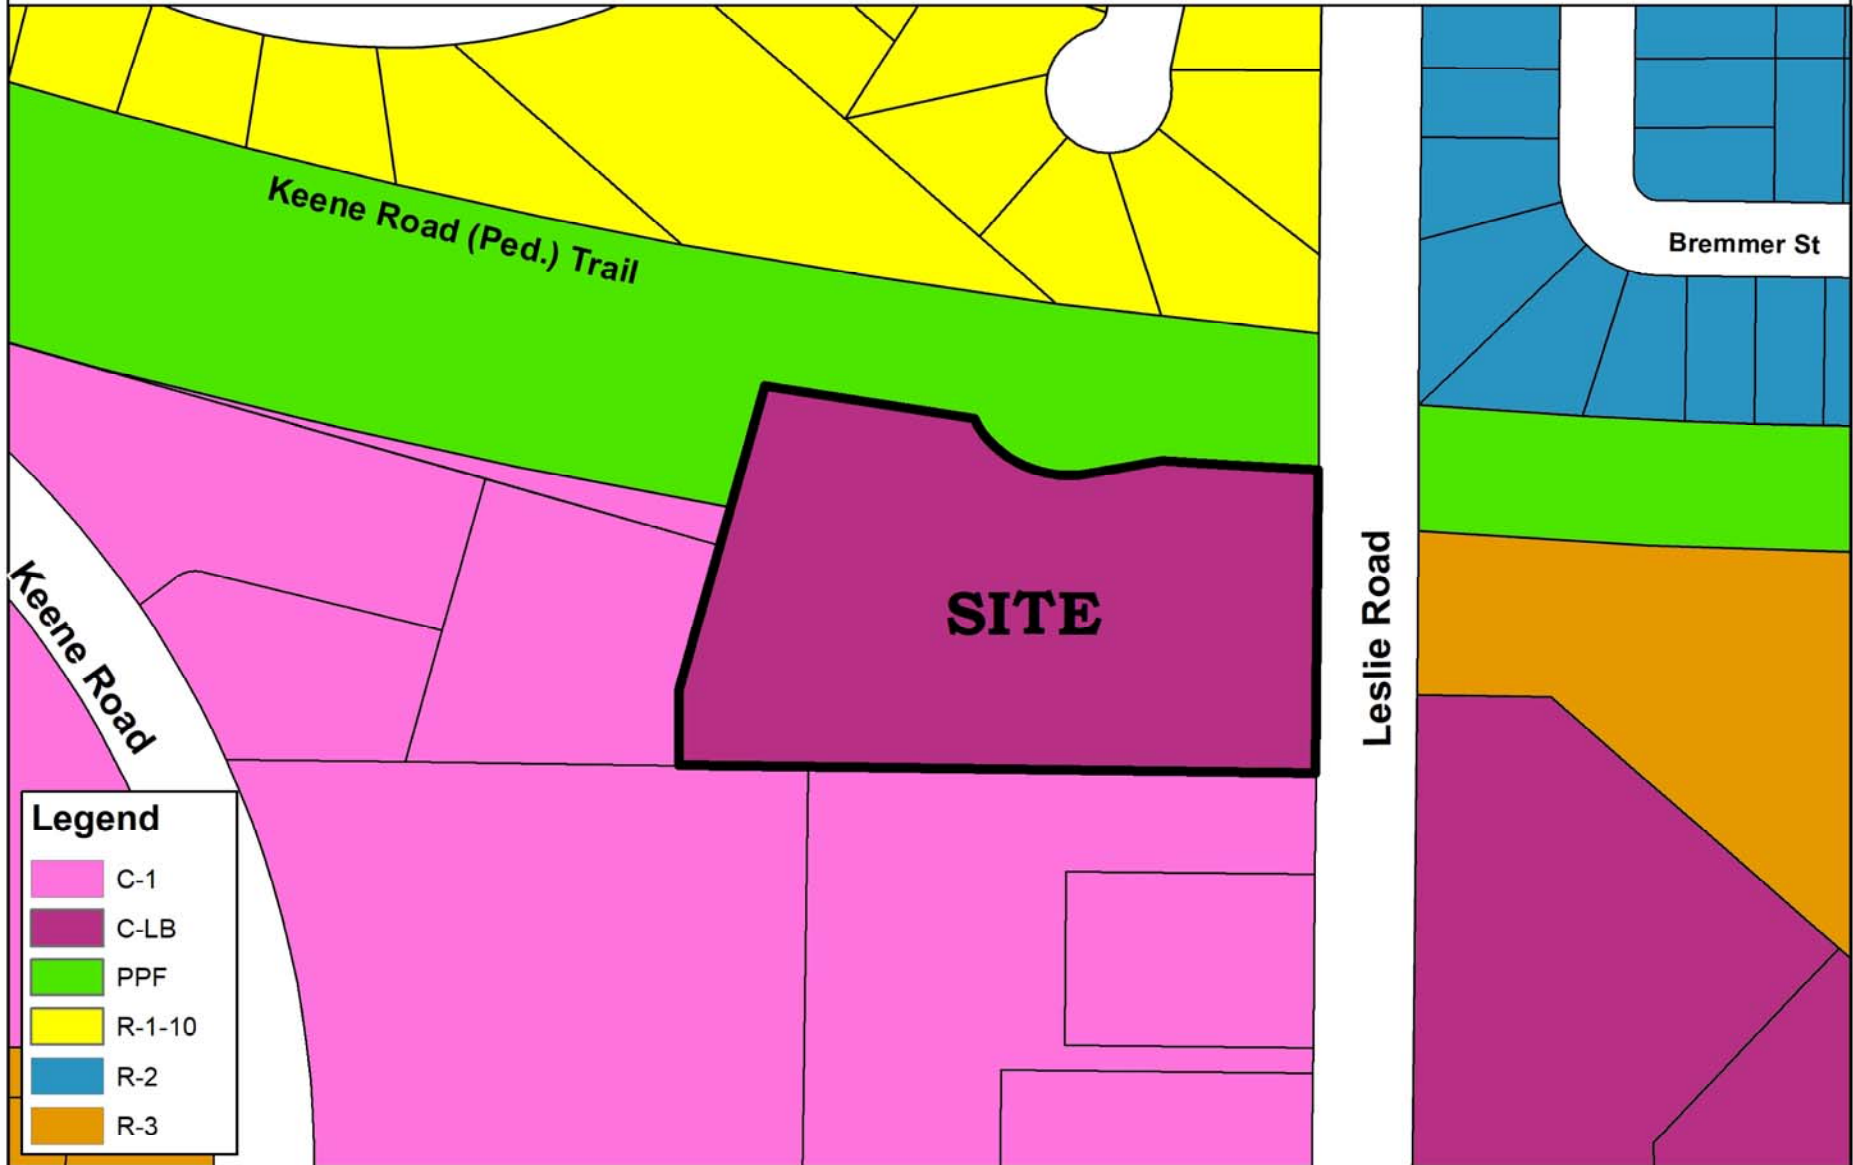 Keene Road (Ped.) Trail
Bremmer St
SITE
Leslie Road
Keene Road
Legend
C-1
C-LB
PPF
R-1-10
R-2
R-3